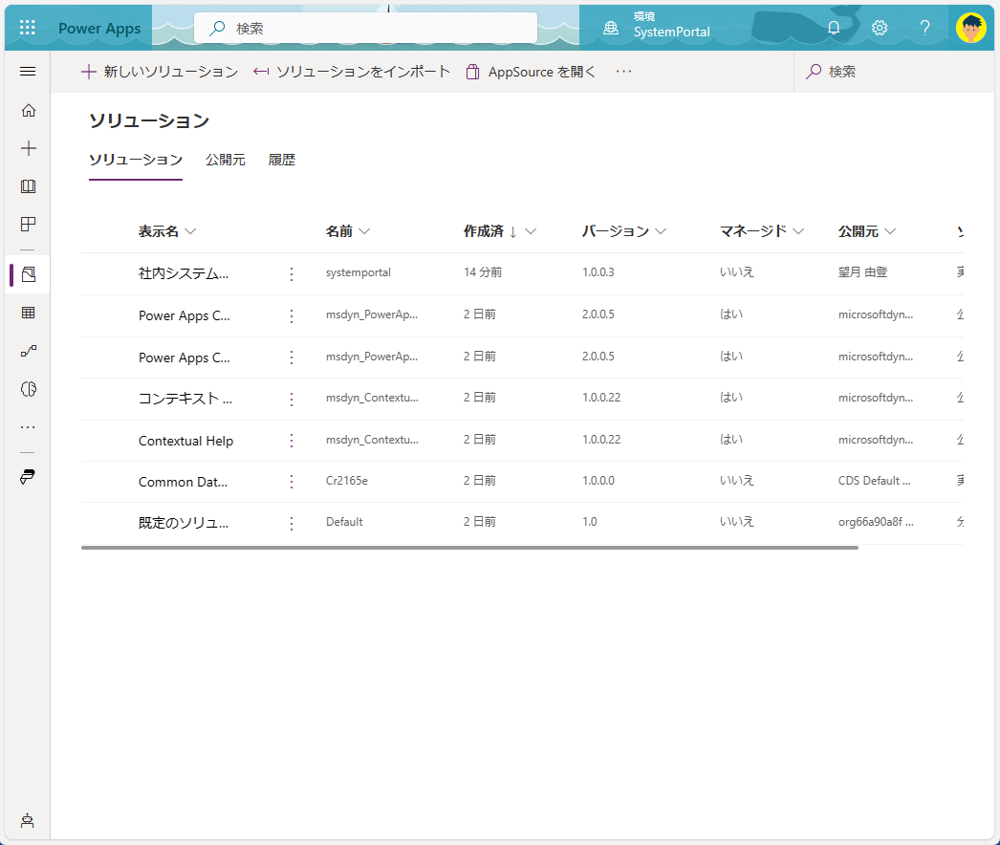 Power Apps
検索
環境
SystemPortal
新しいソリューション ソリューションをインポート AppSource を開く ··· 検索
ソリューション
ソリューション 公開元 履歴
表示名 名前 作成済 ↓ バージョン マネージド 公開元
社内システム... systemportal 14 分前 1.0.0.3 いいえ 望月 由登
Power Apps C... msdyn_PowerAp... 2 日前 2.0.0.5 はい microsoftdyn...
Power Apps C... msdyn_PowerAp... 2 日前 2.0.0.5 はい microsoftdyn...
コンテキスト ... msdyn_Contextu... 2 日前 1.0.0.22 はい microsoftdyn...
Contextual Help msdyn_Contextu... 2 日前 1.0.0.22 はい microsoftdyn...
Common Dat... Cr2165e 2 日前 1.0.0.0 いいえ CDS Default ...
既定のソリュ... Default 2 日前 1.0 いいえ org66a90a8f ...